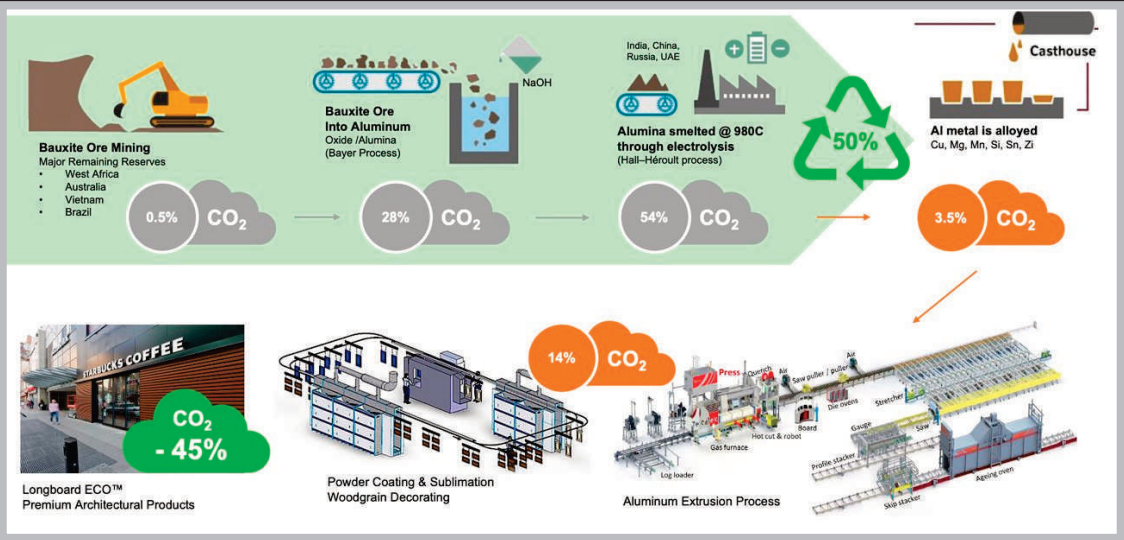 Bauxite Ore Mining
Major Remaining Reserves
• West Africa
• Australia
• Vietnam
• Brazil
0.5%
CO₂
NaOH
Bauxite Ore
Into Aluminum
Oxide /Alumina
(Bayer Process)
28%
CO₂
India, China,
Russia, UAE
Alumina smelted @ 980C
through electrolysis
(Hall–Héroult process)
54%
CO₂
50%
Casthouse
Al metal is alloyed
Cu, Mg, Mn, Si, Sn, Zi
3.5%
CO₂
STARBUCKS COFFEE
CO₂
- 45%
Longboard ECO™
Premium Architectural Products
Powder Coating & Sublimation
Woodgrain Decorating
14%
CO₂
Press
Quench
Air
Saw puller / puller
Air
Die ovens
Board
Hot cut & robot
Gas furnace
Log loader
Stretcher
Gauge
Saw
Profile stacker
Ageing oven
Skip stacker
Aluminum Extrusion Process